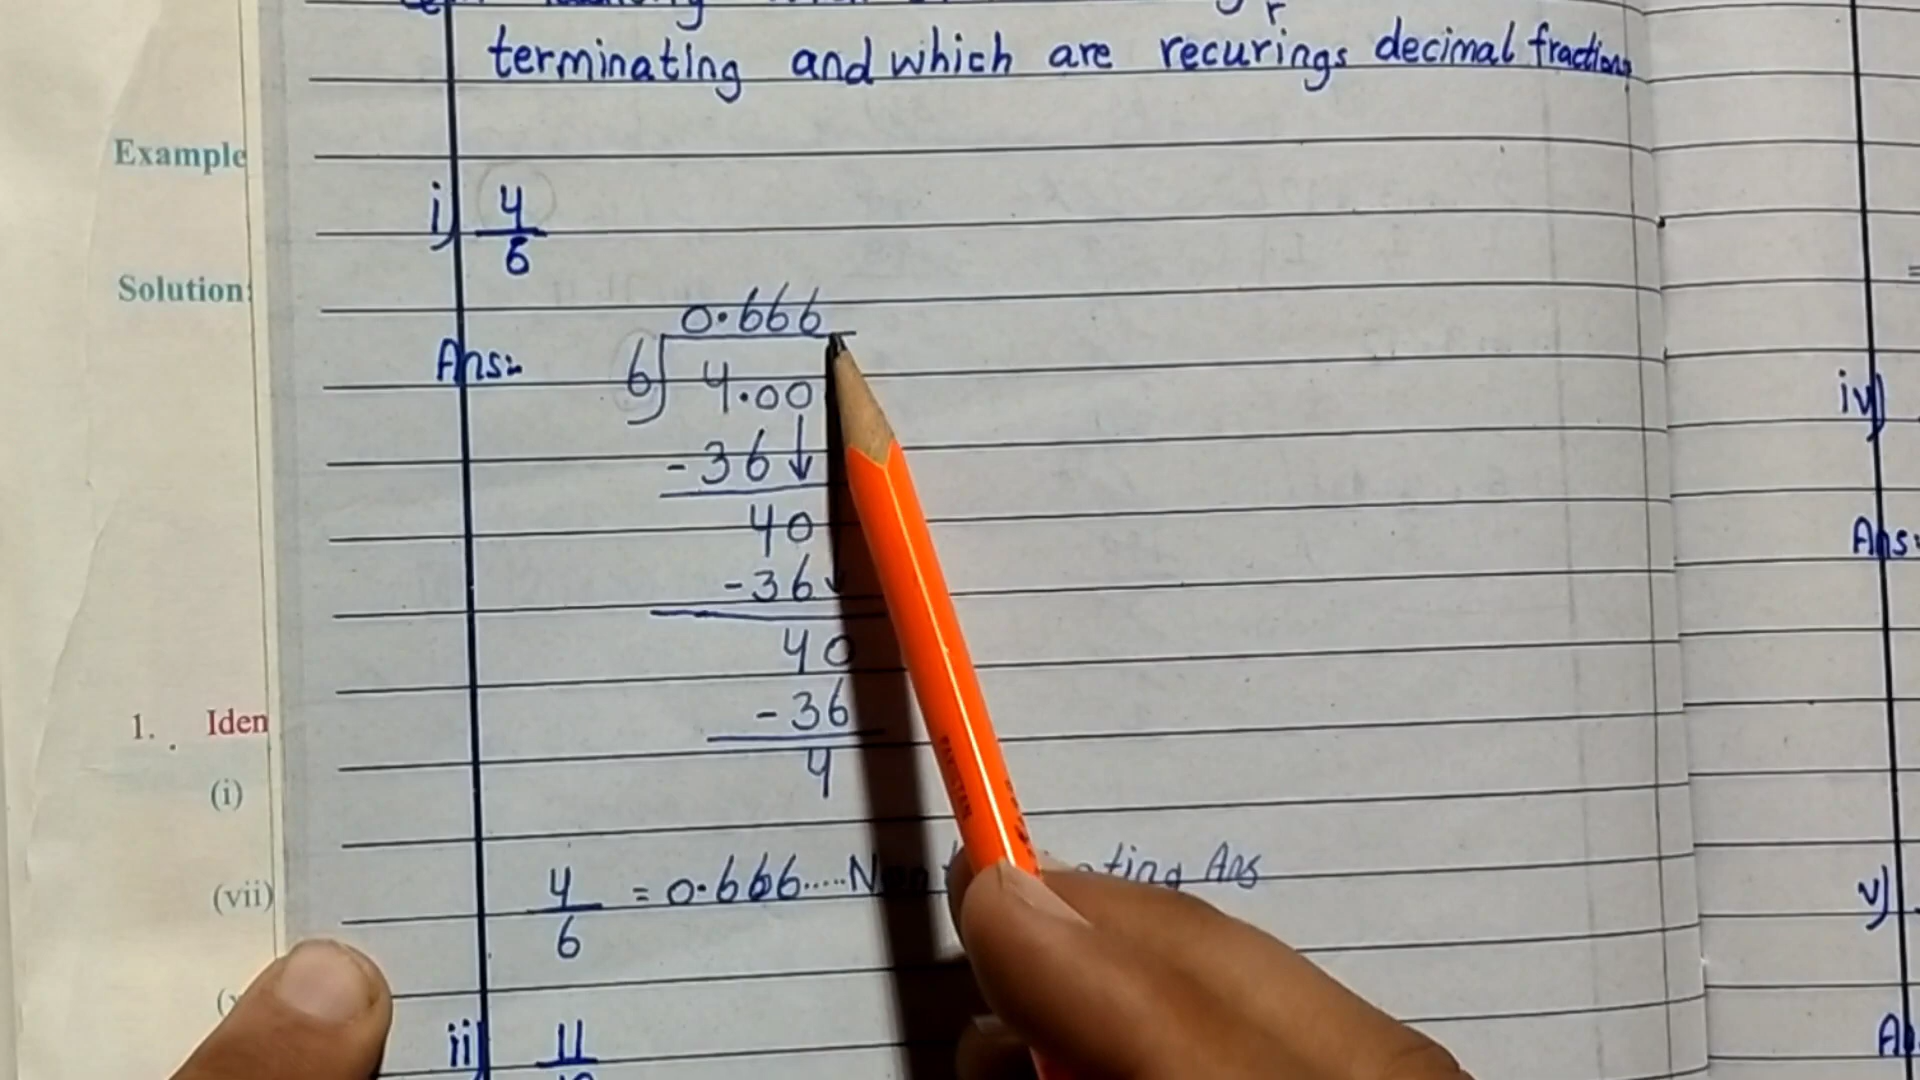 terminating and which are recurings decimal fractions
r
Example
i) 4
6
Solution:
0.666
Ans:
6 4.00
-36
40
-36
40
-36
4
1. Iden
(i)
4 = 0.666.....
6
ting Ans
(vii)
ii) 11
iv)
Ans:
v)